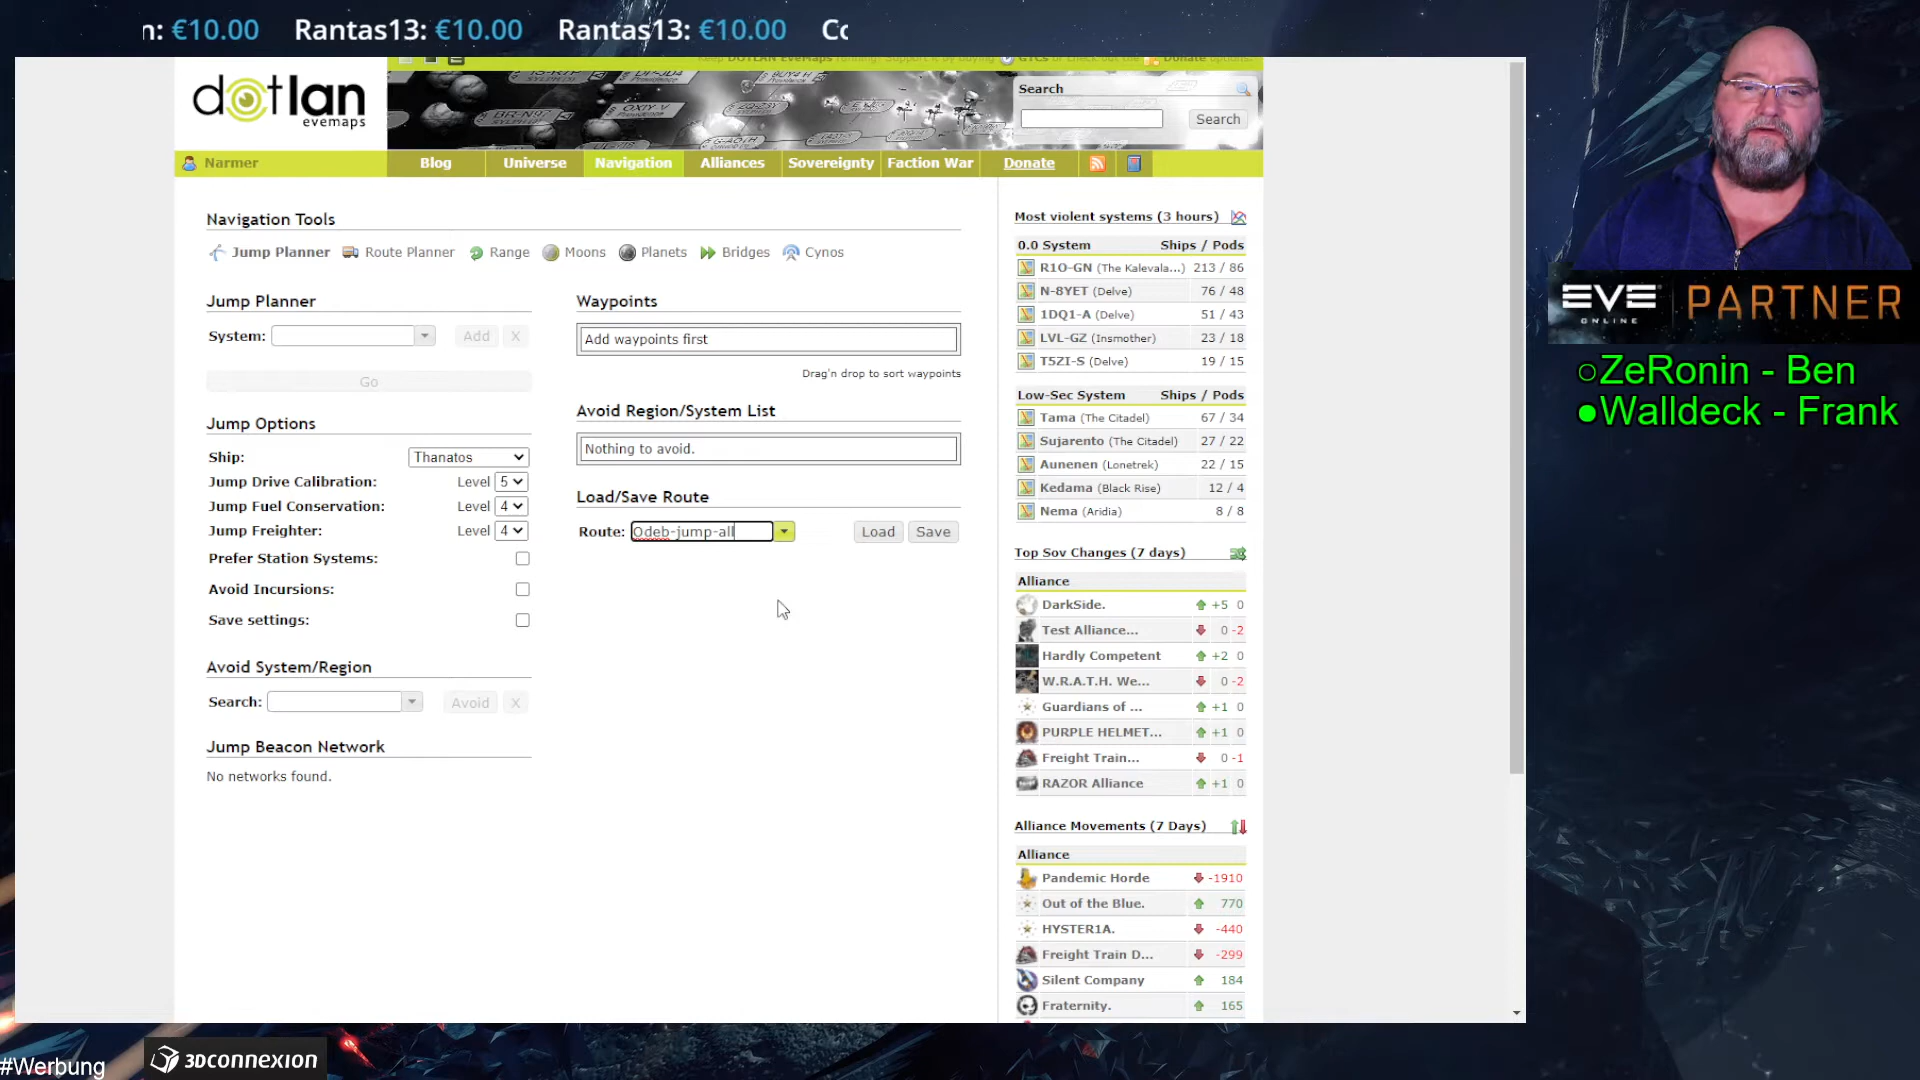 €10.00 Rantas13: €10.00 Rantas13: €10.00
dotlan
evemaps
Search
Search
Narmer
Blog
Universe
Navigation
Alliances
Sovereignty
Faction War
Donate
Navigation Tools
Jump Planner
Route Planner
Range
Moons
Planets
Bridges
Cynos
Jump Planner
System:
Add
X
Go
Jump Options
Ship: Thanatos
Jump Drive Calibration: Level 5
Jump Fuel Conservation: Level 4
Jump Freighter: Level 4
Prefer Station Systems:
Avoid Incursions:
Save settings:
Avoid System/Region
Search:
Avoid
X
Jump Beacon Network
No networks found.
Waypoints
Add waypoints first
Drag'n drop to sort waypoints
Avoid Region/System List
Nothing to avoid.
Load/Save Route
Route: Odeb-jump-all
Load
Save
Most violent systems (3 hours)
0.0 System Ships / Pods
R1O-GN (The Kalevala...) 213 / 86
N-8YET (Delve) 76 / 48
1DQ1-A (Delve) 51 / 43
LVL-GZ (Insmother) 23 / 18
T5ZI-S (Delve) 19 / 15
Low-Sec System Ships / Pods
Tama (The Citadel) 67 / 34
Sujarento (The Citadel) 27 / 22
Aunenen (Lonetrek) 22 / 15
Kedama (Black Rise) 12 / 4
Nema (Aridia) 8 / 8
Top Sov Changes (7 days)
Alliance
DarkSide. +5 0
Test Alliance... 0 -2
Hardly Competent +2 0
W.R.A.T.H. We... 0 -2
Guardians of ... +1 0
PURPLE HELMET... +1 0
Freight Train... 0 -1
RAZOR Alliance +1 0
Alliance Movements (7 Days)
Alliance
Pandemic Horde -1910
Out of the Blue. 770
HYSTER1A. -440
Freight Train D... -299
Silent Company 184
Fraternity. 165
EVE ONLINE PARTNER
ZeRonin - Ben
Walldeck - Frank
#Werbung
3DCONNEXION